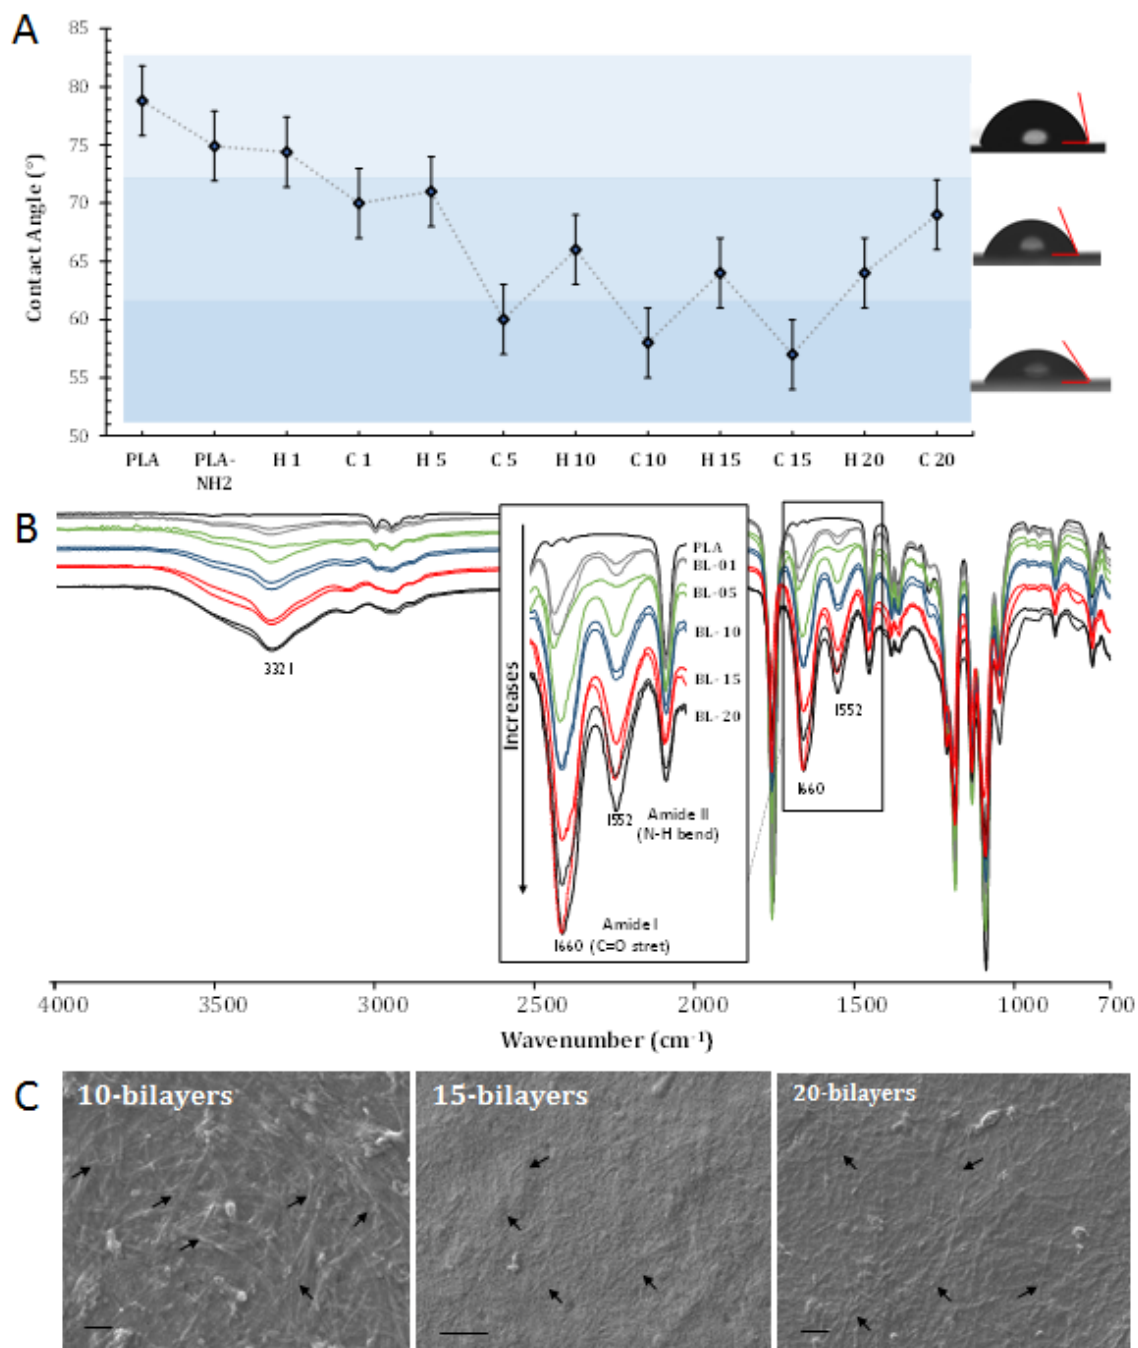 A
85
80
75
70
65
60
55
50
Contact Angle (°)
PLA
PLA-
NH2
H 1
C 1
H 5
C 5
H 10
C 10
H 15
C 15
H 20
C 20
B
3321
Increases
PLA
BL-01
BL-05
BL-10
BL-15
BL-20
1552
Amide II
(N-H bend)
Amide I
1660 (C=O stret)
1552
1660
4000
3500
3000
2500
2000
1500
1000
700
Wavenumber (cm⁻¹)
C
10-bilayers
15-bilayers
20-bilayers